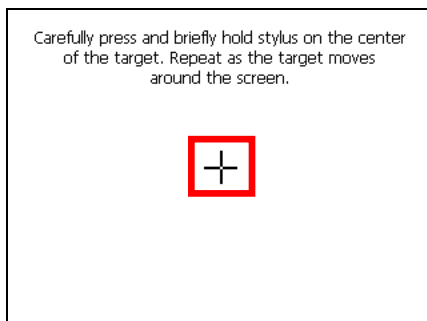 Carefully press and briefly hold stylus on the center
of the target. Repeat as the target moves
around the screen.